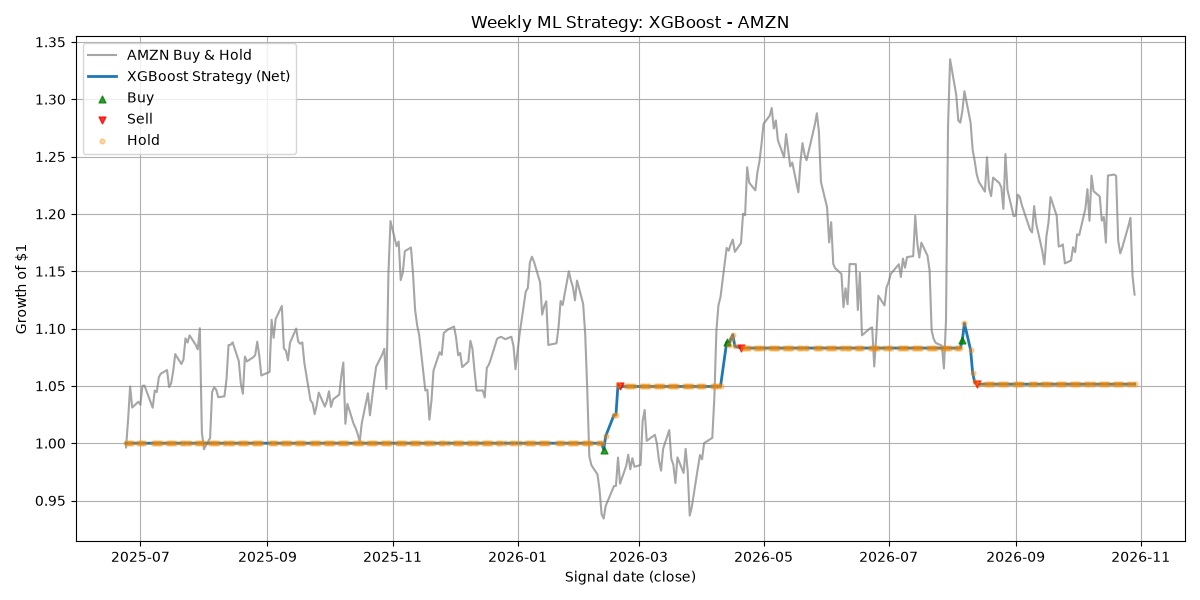 Weekly ML Strategy: XGBoost - AMZN
AMZN Buy & Hold
XGBoost Strategy (Net)
Buy
Sell
Hold
Growth of $1
1.35
1.30
1.25
1.20
1.15
1.10
1.05
1.00
0.95
2025-07
2025-09
2025-11
2026-01
2026-03
2026-05
2026-07
2026-09
2026-11
Signal date (close)